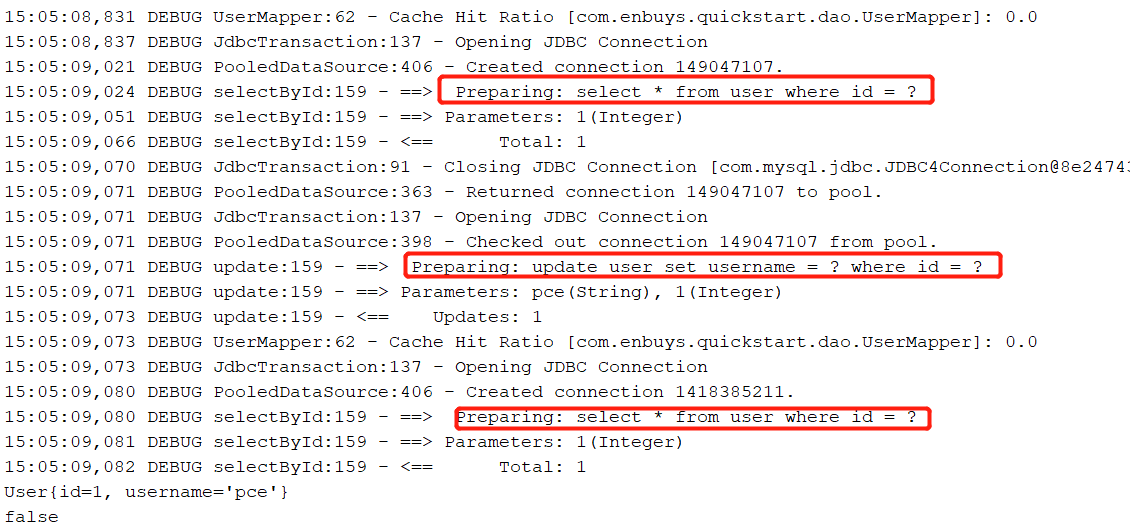 15:05:08,831 DEBUG UserMapper:62 - Cache Hit Ratio [com.enbuys.quickstart.dao.UserMapper]: 0.0
15:05:08,837 DEBUG JdbcTransaction:137 - Opening JDBC Connection
15:05:09,021 DEBUG PooledDataSource:406 - Created connection 149047107.
15:05:09,024 DEBUG selectById:159 - ==>  Preparing: select * from user where id = ?
15:05:09,051 DEBUG selectById:159 - ==> Parameters: 1(Integer)
15:05:09,066 DEBUG selectById:159 - <==      Total: 1
15:05:09,070 DEBUG JdbcTransaction:91 - Closing JDBC Connection [com.mysql.jdbc.JDBC4Connection@8e24743
15:05:09,071 DEBUG PooledDataSource:363 - Returned connection 149047107 to pool.
15:05:09,071 DEBUG JdbcTransaction:137 - Opening JDBC Connection
15:05:09,071 DEBUG PooledDataSource:398 - Checked out connection 149047107 from pool.
15:05:09,071 DEBUG update:159 - ==>  Preparing: update user set username = ? where id = ?
15:05:09,071 DEBUG update:159 - ==> Parameters: pce(String), 1(Integer)
15:05:09,073 DEBUG update:159 - <==    Updates: 1
15:05:09,073 DEBUG UserMapper:62 - Cache Hit Ratio [com.enbuys.quickstart.dao.UserMapper]: 0.0
15:05:09,073 DEBUG JdbcTransaction:137 - Opening JDBC Connection
15:05:09,080 DEBUG PooledDataSource:406 - Created connection 1418385211.
15:05:09,080 DEBUG selectById:159 - ==>  Preparing: select * from user where id = ?
15:05:09,081 DEBUG selectById:159 - ==> Parameters: 1(Integer)
15:05:09,082 DEBUG selectById:159 - <==      Total: 1
User{id=1, username='pce'}
false